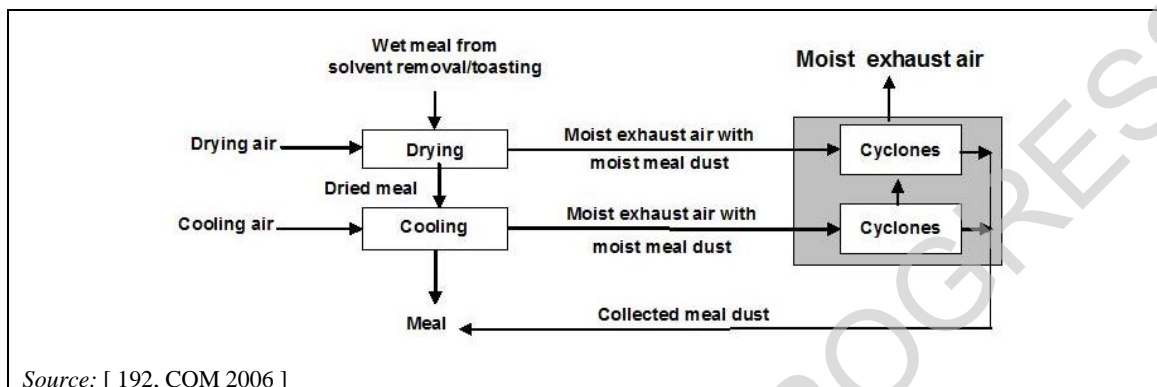 Wet meal from
solvent removal/toasting
Moist exhaust air
Drying air
Drying
Moist exhaust air with
moist meal dust
Cyclones
Dried meal
Cooling air
Cooling
Moist exhaust air with
moist meal dust
Cyclones
Meal
Collected meal dust
Source: [ 192, COM 2006 ]
OGRES